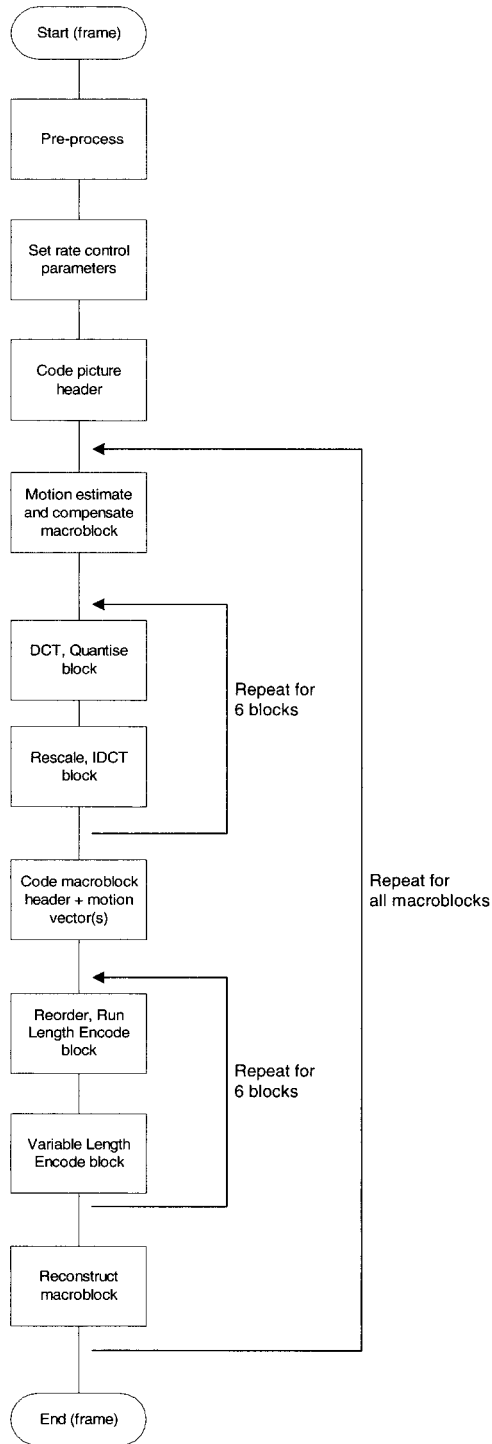 Start (frame)
Pre-process
Set rate control
parameters
Code picture
header
Motion estimate
and compensate
macroblock
DCT, Quantise
block
Repeat for
6 blocks
Rescale, IDCT
block
Code macroblock
header + motion
vector(s)
Repeat for
all macroblocks
Reorder, Run
Length Encode
block
Repeat for
6 blocks
Variable Length
Encode block
Reconstruct
macroblock
End (frame)